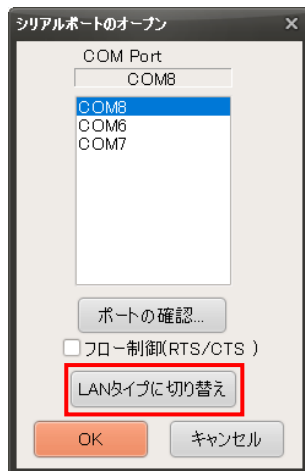 シリアルポートのオープン
COM Port
COM8
COM8
COM6
COM7
ポートの確認...
フロー制御(RTS/CTS )
LANタイプに切り替え
OK
キャンセル